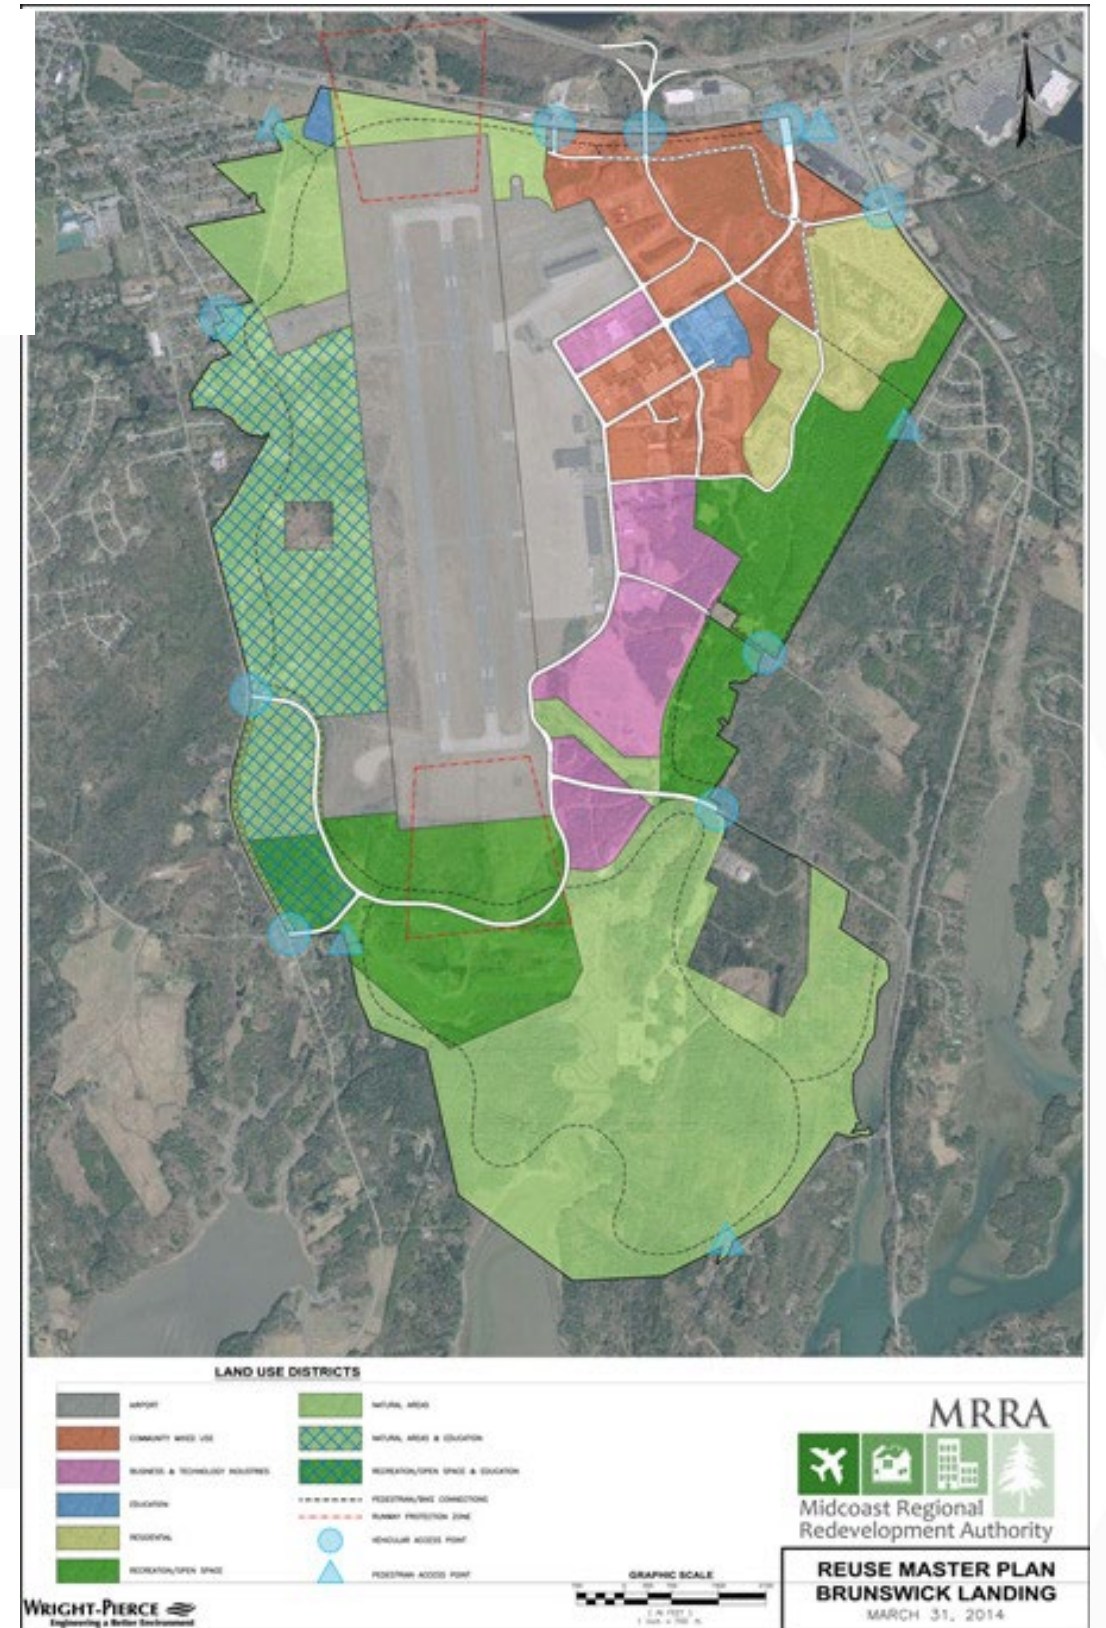 LAND USE DISTRICTS
AIRPORT
COMMUNITY MIXED USE
BUSINESS & TECHNOLOGY INDUSTRIES
EDUCATION
RESIDENTIAL
RECREATION/OPEN SPACE
NATURAL AREAS
NATURAL AREAS & EDUCATION
RECREATION/OPEN SPACE & EDUCATION
PEDESTRIAN/BIKE CONNECTIONS
RUNWAY PROTECTION ZONE
VEHICULAR ACCESS POINT
PEDESTRIAN ACCESS POINT
GRAPHIC SCALE
( IN FEET )
WRIGHT-PIERCE
Engineering a Better Environment
MRRA
Midcoast Regional
Redevelopment Authority
REUSE MASTER PLAN
BRUNSWICK LANDING
MARCH 31, 2014